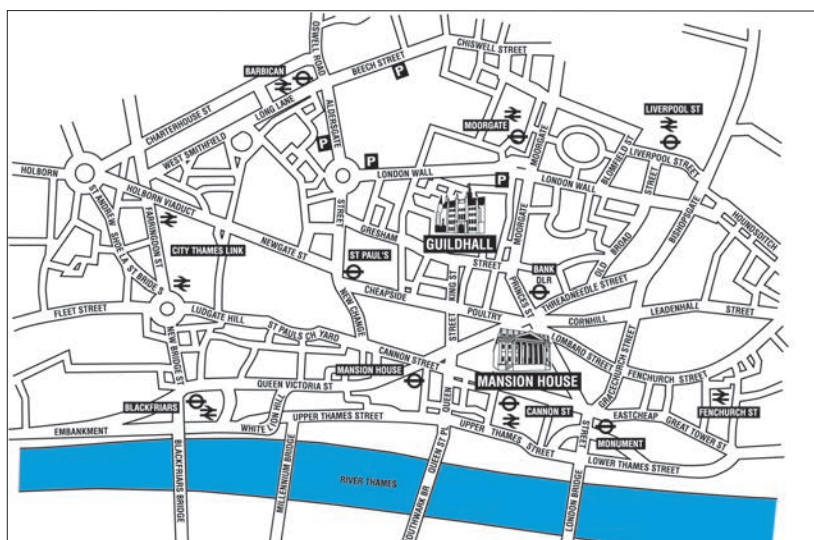 OSWELL ROAD
CHISWELL STREET
BEECH STREET
BARBICAN
P
LONG LANE
CHARTERHOUSE ST
ALDERSGATE
STREET
LIVERPOOL ST
MOORGATE
MOORGATE
P
WEST SMITHFIELD
BLOMFIELD ST
LIVERPOOL STREET
P
HOLBORN
LONDON WALL
P
LONDON WALL
HOLBORN VIADUCT
ST ANDREW
SHOE LA
ST BRIDE S
FARRINGDON ST
BISHOPSGATE
HOUNDSDITCH
GUILDHALL
MOORGATE
OLD BROAD
STREET
CITY THAMES LINK
NEWGATE ST
GRESHAM
STREET
ST PAUL'S
BANK
DLR
THREADNEEDLE STREET
CHEAPSIDE
KING ST
PRINCES ST
NEW CHANGE
FLEET STREET
LUDGATE HILL
ST PAULS CH YARD
POULTRY
CORNHILL
LEADENHALL
STREET
STREET
CANNON STREET
LOMBARD STREET
GRACECHURCH STREET
FENCHURCH STREET
NEW BRIDGE ST
MANSION HOUSE
MANSION HOUSE
QUEEN VICTORIA ST
QUEEN
BLACKFRIARS
WHITE LION HILL
UPPER THAMES STREET
CANNON ST
EASTCHEAP
FENCHURCH ST
GREAT TOWER ST
EMBANKMENT
UPPER THAMES STREET
STREET
MONUMENT
LOWER THAMES STREET
BLACKFRIARS BRIDGE
MILLENNIUM BRIDGE
RIVER THAMES
QUEEN ST PL
OUTHWARK BR
LONDON BRIDGE